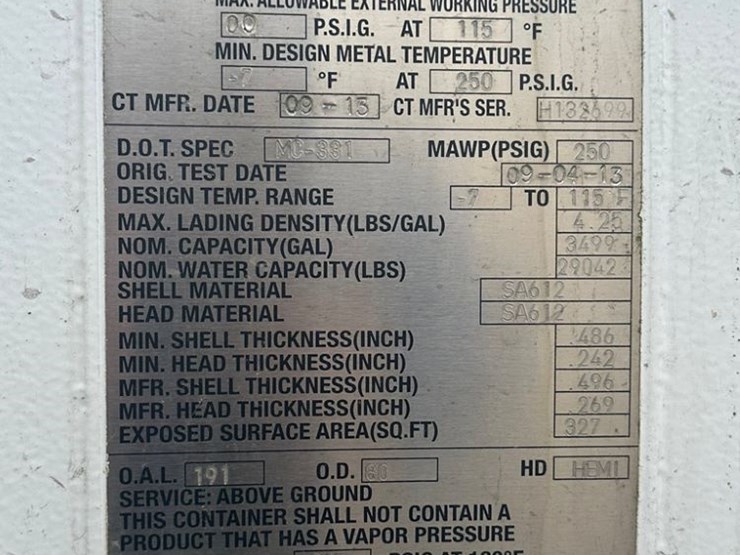 MAX. ALLOWABLE EXTERNAL WORKING PRESSURE
00 P.S.I.G. AT 115 °F
MIN. DESIGN METAL TEMPERATURE
-7 °F AT 250 P.S.I.G.
CT MFR. DATE 09-13 CT MFR'S SER. H132699
D.O.T. SPEC MC-331 MAWP(PSIG) 250
ORIG. TEST DATE 09-04-13
DESIGN TEMP. RANGE -7 TO 115 F
MAX. LADING DENSITY(LBS/GAL) 4.25
NOM. CAPACITY(GAL) 3499
NOM. WATER CAPACITY(LBS) 29042
SHELL MATERIAL SA612
HEAD MATERIAL SA612
MIN. SHELL THICKNESS(INCH) .486
MIN. HEAD THICKNESS(INCH) .242
MFR. SHELL THICKNESS(INCH) .496
MFR. HEAD THICKNESS(INCH) .269
EXPOSED SURFACE AREA(SQ.FT) 327
O.A.L. 191 O.D. HD HEMI
SERVICE: ABOVE GROUND
THIS CONTAINER SHALL NOT CONTAIN A
PRODUCT THAT HAS A VAPOR PRESSURE